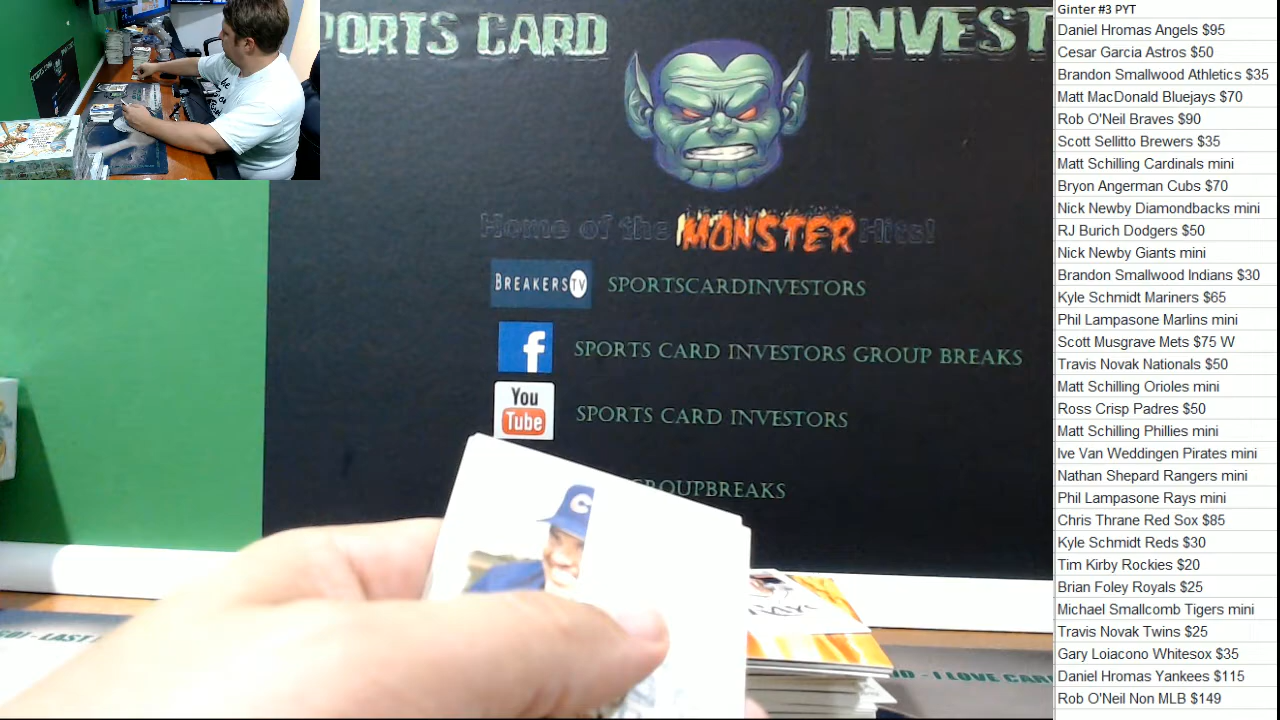 PORTS CARD INVEST
Home of the MONSTER Hits!
BREAKERS TV SPORTSCARDINVESTORS
f SPORTS CARD INVESTORS GROUP BREAKS
You Tube SPORTS CARD INVESTORS
GROUPBREAKS
LAST
I LOVE CAR
Ginter #3 PYT
Daniel Hromas Angels $95
Cesar Garcia Astros $50
Brandon Smallwood Athletics $35
Matt MacDonald Bluejays $70
Rob O'Neil Braves $90
Scott Sellitto Brewers $35
Matt Schilling Cardinals mini
Bryon Angerman Cubs $70
Nick Newby Diamondbacks mini
RJ Burich Dodgers $50
Nick Newby Giants mini
Brandon Smallwood Indians $30
Kyle Schmidt Mariners $65
Phil Lampasone Marlins mini
Scott Musgrave Mets $75 W
Travis Novak Nationals $50
Matt Schilling Orioles mini
Ross Crisp Padres $50
Matt Schilling Phillies mini
Ive Van Weddingen Pirates mini
Nathan Shepard Rangers mini
Phil Lampasone Rays mini
Chris Thrane Red Sox $85
Kyle Schmidt Reds $30
Tim Kirby Rockies $20
Brian Foley Royals $25
Michael Smallcomb Tigers mini
Travis Novak Twins $25
Gary Loiacono Whitesox $35
Daniel Hromas Yankees $115
Rob O'Neil Non MLB $149